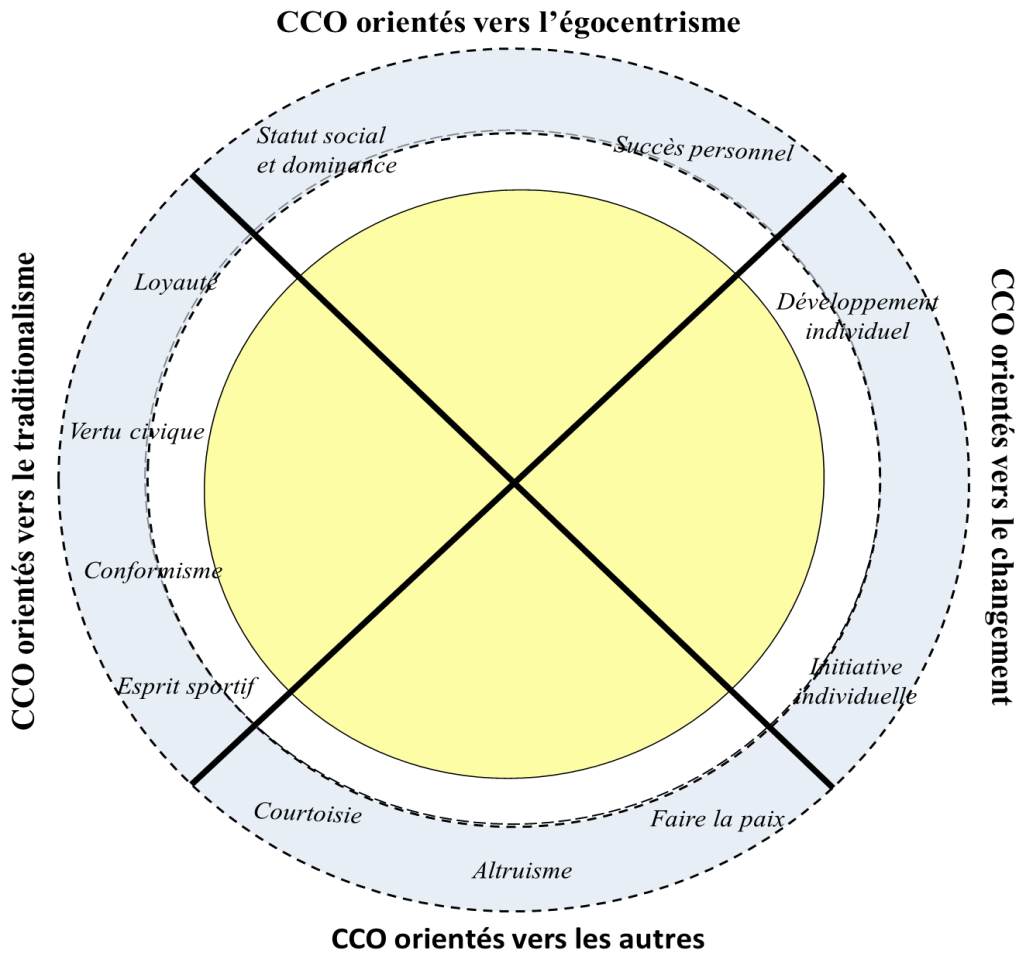 CCO orientés vers l’égocentrisme
Statut social
et dominance
Succès personnel
Loyauté
Développement
individuel
CCO orientés vers le traditionalisme
CCO orientés vers le changement
Vertu civique
Conformisme
Esprit sportif
Initiative
individuelle
Courtoisie
Faire la paix
Altruisme
CCO orientés vers les autres